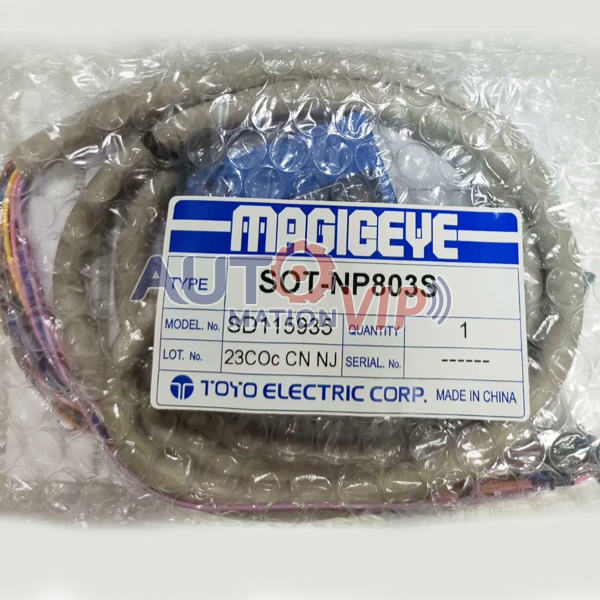 MAGICEYE
TYPE SOT-NP803S
MODEL. No. SD115935 QUANTITY 1
LOT. No. 23COc CN NJ SERIAL. No. ------
TOYO ELECTRIC CORP. MADE IN CHINA
AUTOMATION VIP